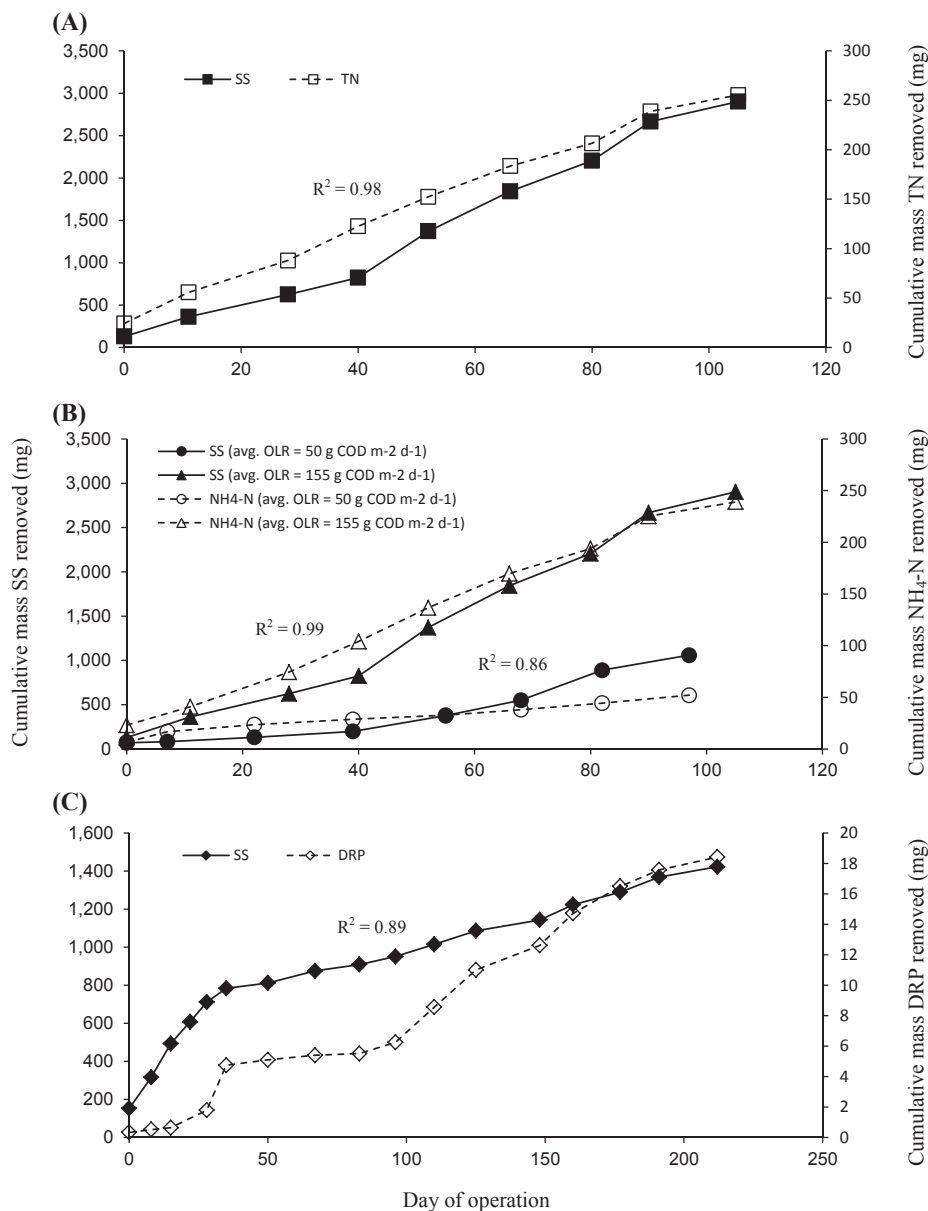 (A)
3,500
3,000
2,500
2,000
1,500
1,000
500
0
SS
TN
R² = 0.98
300
250
200
150
100
50
0
Cumulative mass TN removed (mg)
0 20 40 60 80 100 120
(B)
Cumulative mass SS removed (mg)
3,500
3,000
2,500
2,000
1,500
1,000
500
0
SS (avg. OLR = 50 g COD m-2 d-1)
SS (avg. OLR = 155 g COD m-2 d-1)
NH4-N (avg. OLR = 50 g COD m-2 d-1)
NH4-N (avg. OLR = 155 g COD m-2 d-1)
R² = 0.99
R² = 0.86
300
250
200
150
100
50
0
Cumulative mass NH₄-N removed (mg)
0 20 40 60 80 100 120
(C)
1,600
1,400
1,200
1,000
800
600
400
200
0
SS
DRP
R² = 0.89
20
18
16
14
12
10
8
6
4
2
0
Cumulative mass DRP removed (mg)
0 50 100 150 200 250
Day of operation